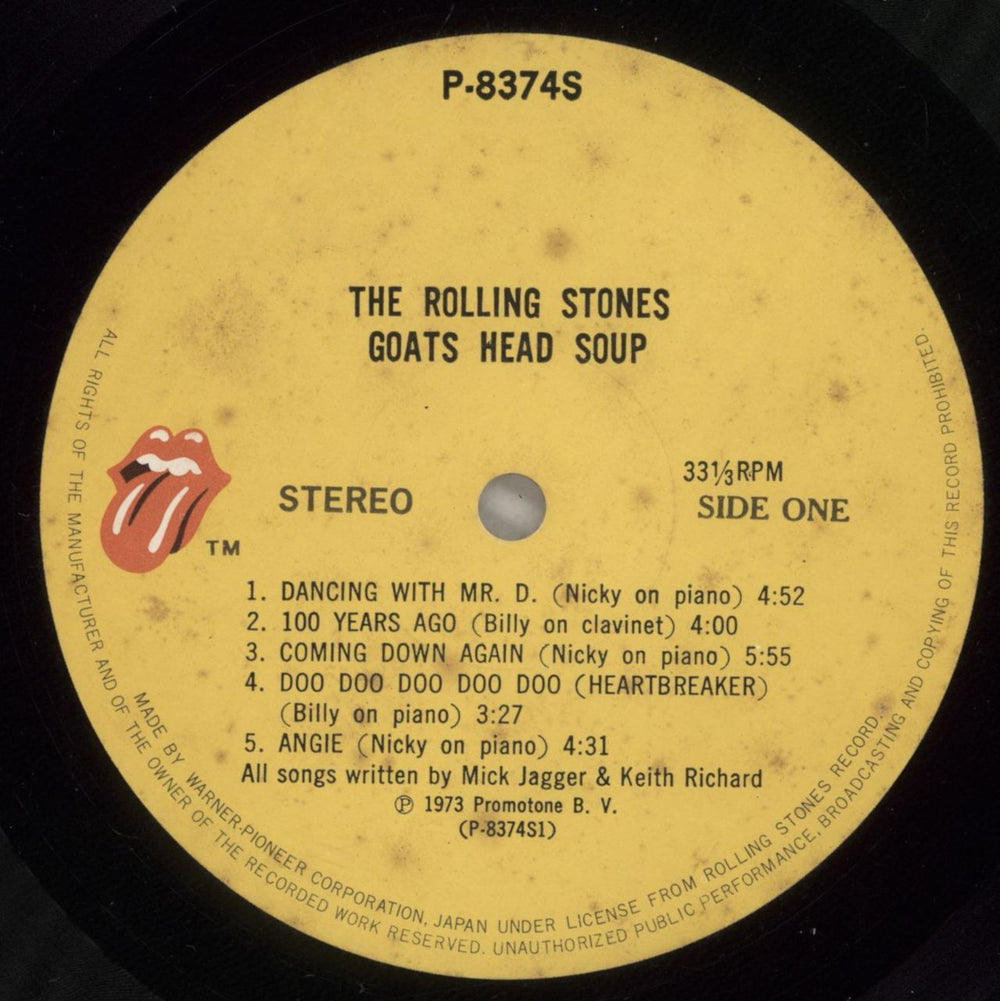 P-8374S
THE ROLLING STONES
GOATS HEAD SOUP
STEREO
33⅓RPM
SIDE ONE
TM
1. DANCING WITH MR. D. (Nicky on piano) 4:52
2. 100 YEARS AGO (Billy on clavinet) 4:00
3. COMING DOWN AGAIN (Nicky on piano) 5:55
4. DOO DOO DOO DOO DOO (HEARTBREAKER)
(Billy on piano) 3:27
5. ANGIE (Nicky on piano) 4:31
All songs written by Mick Jagger & Keith Richard
℗ 1973 Promotone B. V.
(P-8374S1)
MADE BY WARNER-PIONEER CORPORATION, JAPAN UNDER LICENSE FROM ROLLING STONES RECORD.
ALL RIGHTS OF THE MANUFACTURER AND OF THE OWNER OF THE RECORDED WORK RESERVED. UNAUTHORIZED PUBLIC PERFORMANCE, BROADCASTING AND COPYING OF THIS RECORD PROHIBITED.